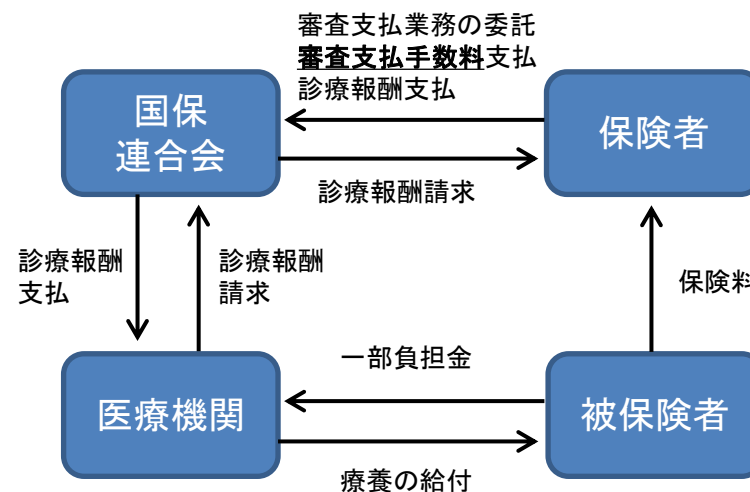 審査支払業務の委託
審査支払手数料支払
診療報酬支払
国保
連合会
保険者
診療報酬請求
診療報酬
支払
診療報酬
請求
保険料
一部負担金
医療機関
被保険者
療養の給付